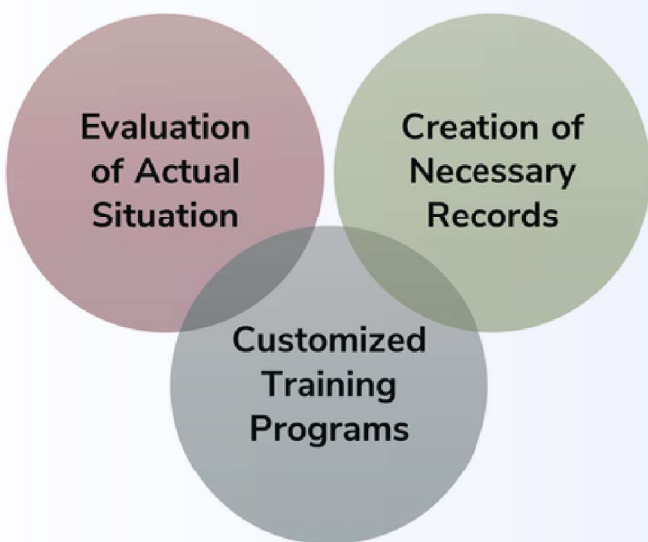 Evaluation
of Actual
Situation
Creation of
Necessary
Records
Customized
Training
Programs